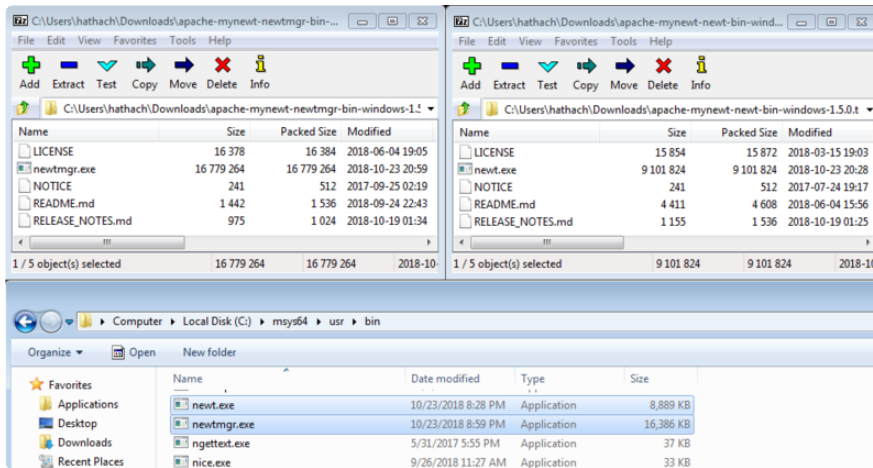 C:\Users\hathach\Downloads\apache-mynewt-newtmgr-bin-...
File Edit View Favorites Tools Help
Add Extract Test Copy Move Delete Info
C:\Users\hathach\Downloads\apache-mynewt-newtmgr-bin-windows-1.5
Name Size Packed Size Modified
LICENSE 16 378 16 384 2018-06-04 19:05
newtmgr.exe 16 779 264 16 779 264 2018-10-23 20:59
NOTICE 241 512 2017-09-25 02:19
README.md 1 442 1 536 2018-09-24 22:43
RELEASE_NOTES.md 975 1 024 2018-10-19 01:34
1 / 5 object(s) selected 16 779 264 16 779 264 2018-10-
C:\Users\hathach\Downloads\apache-mynewt-newt-bin-wind...
File Edit View Favorites Tools Help
Add Extract Test Copy Move Delete Info
C:\Users\hathach\Downloads\apache-mynewt-newt-bin-windows-1.5.0.t
Name Size Packed Size Modified
LICENSE 15 854 15 872 2018-03-15 19:03
newt.exe 9 101 824 9 101 824 2018-10-23 20:28
NOTICE 241 512 2017-07-24 19:17
README.md 4 411 4 608 2018-06-04 15:56
RELEASE_NOTES.md 1 155 1 536 2018-10-19 01:25
1 / 5 object(s) selected 9 101 824 9 101 824 2018-10
Computer Local Disk (C:) msys64 usr bin
Organize Open New folder
Favorites
Applications
Desktop
Downloads
Recent Places
Name Date modified Type Size
newt.exe 10/23/2018 8:28 PM Application 8,889 KB
newtmgr.exe 10/23/2018 8:59 PM Application 16,386 KB
ngettext.exe 5/31/2017 5:55 PM Application 37 KB
nice.exe 9/26/2018 11:27 AM Application 33 KB